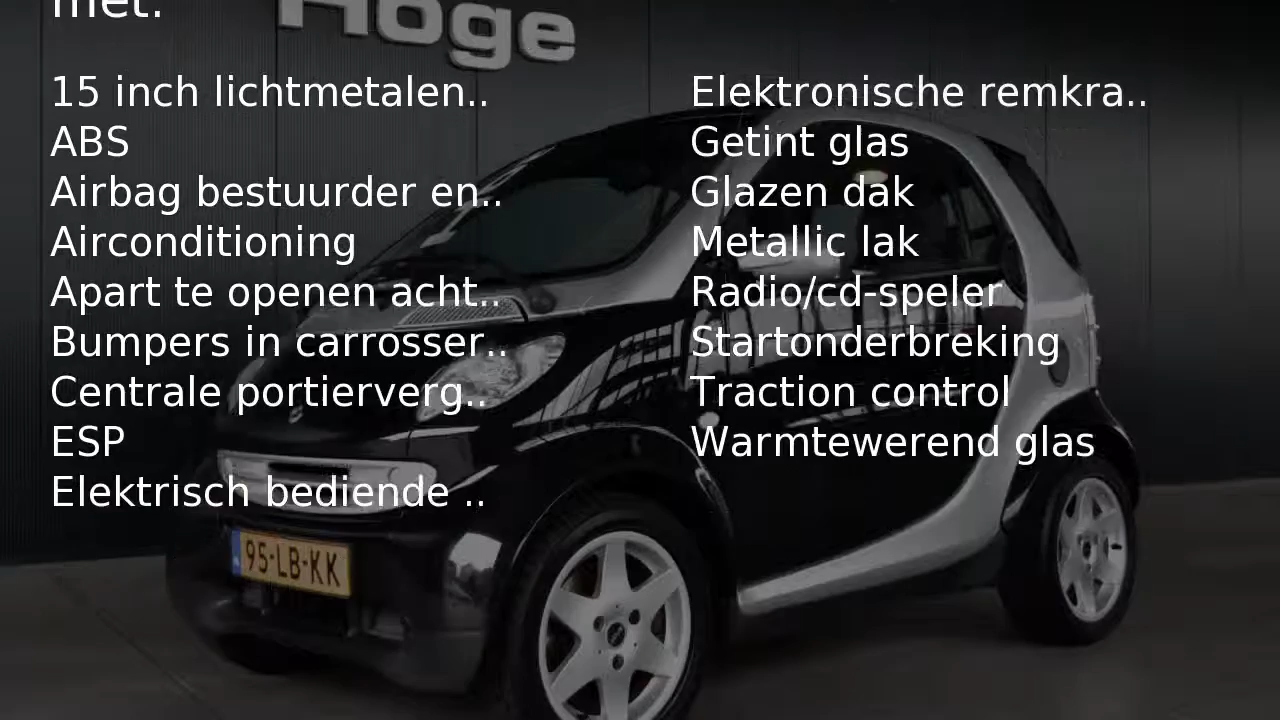 met:
Hoge
15 inch lichtmetalen..
ABS
Airbag bestuurder en..
Airconditioning
Apart te openen acht..
Bumpers in carrosser..
Centrale portierverg..
ESP
Elektrisch bediende ..
Elektronische remkra..
Getint glas
Glazen dak
Metallic lak
Radio/cd-speler
Startonderbreking
Traction control
Warmtewerend glas
95-LB-KK